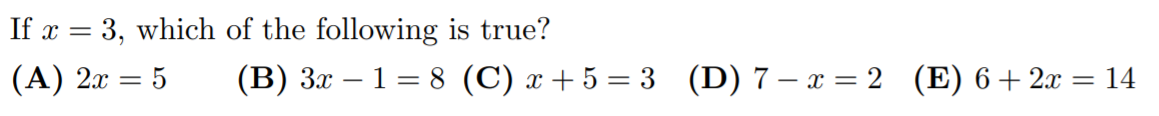 If x = 3, which of the following is true?
(A) 2x = 5 (B) 3x − 1 = 8 (C) x + 5 = 3 (D) 7 − x = 2 (E) 6 + 2x = 14